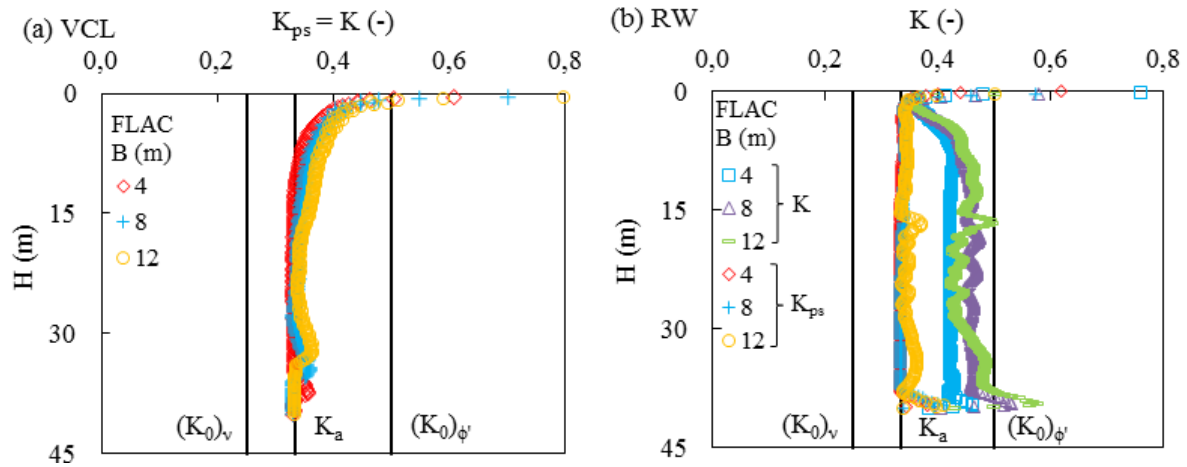 (a) VCL
K_ps = K (-)
0,0 0,2 0,4 0,6 0,8
0
15
30
45
H (m)
FLAC
B (m)
4
8
12
(K₀)ᵥ
Kₐ
(K₀)ϕ'
(b) RW
K (-)
0,0 0,2 0,4 0,6 0,8
0
15
30
45
H (m)
FLAC
B (m)
4
8
K
12
4
8
K_ps
12
(K₀)ᵥ
Kₐ
(K₀)ϕ'